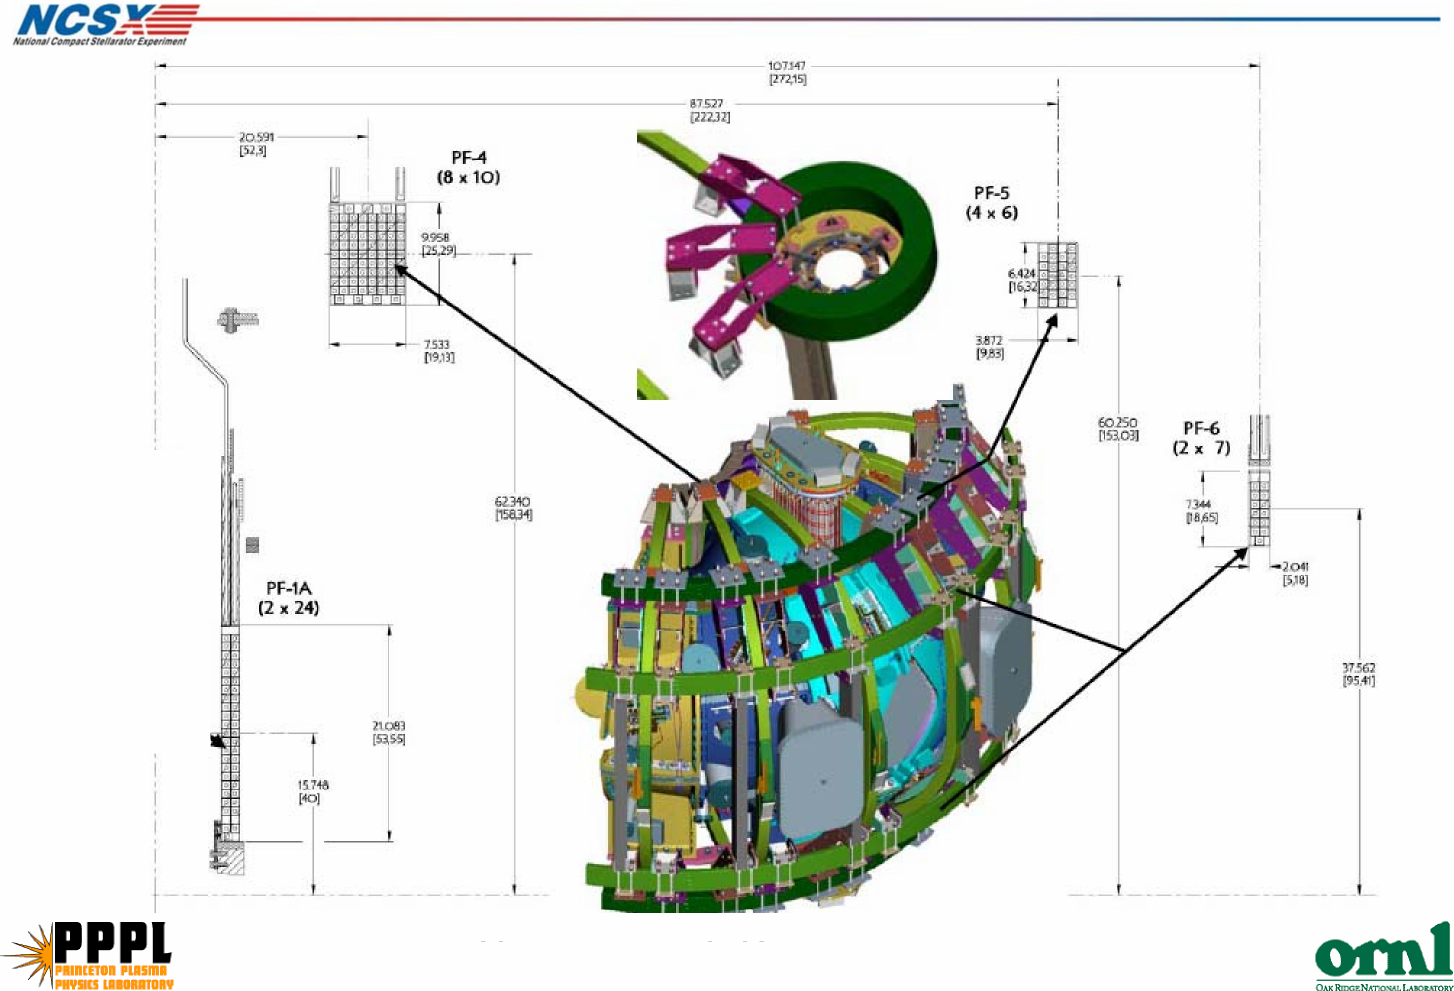 NCSX
National Compact Stellarator Experiment
107.147
[272,15]
87.527
[222.32]
20.591
[52,3]
PF-4
(8 x 10)
9.958
[25,29]
7.533
[19,13]
PF-5
(4 x 6)
6.424
[16,32
3.872
[9,83]
60.250
[153,03]
PF-6
(2 x 7)
7.344
[18,65]
2.041
[5,18]
62.340
[158,34]
PF-1A
(2 x 24)
37.562
[95,41]
21.083
[53,55]
15.748
[40]
PPPL
PRINCETON PLASMA
PHYSICS LABORATORY
ornl
OAK RIDGE NATIONAL LABORATORY